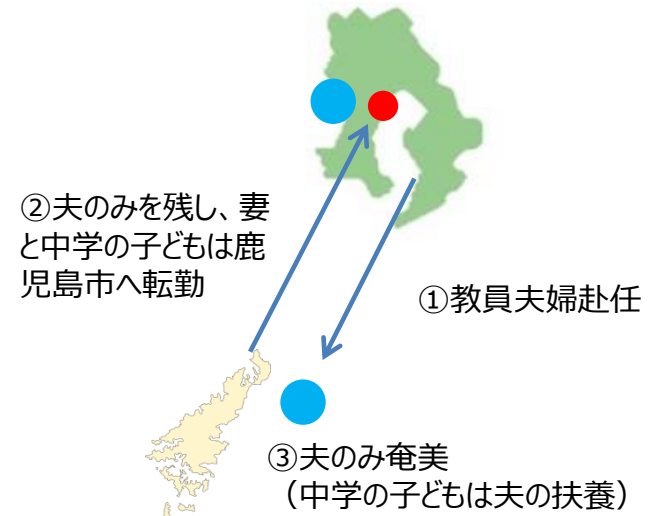 ②夫のみを残し、妻
と中学の子どもは鹿
児島市へ転勤
①教員夫婦赴任
③夫のみ奄美
（中学の子どもは夫の扶養）